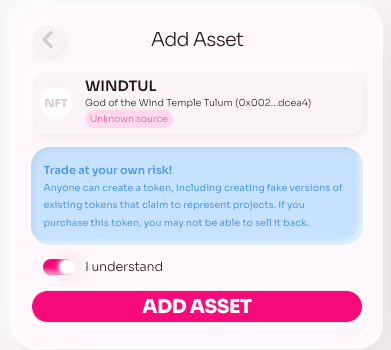 Add Asset
NFT
WINDTUL
God of the Wind Temple Tulum (0x002...dcea4)
Unknown source
Trade at your own risk!
Anyone can create a token, including creating fake versions of
existing tokens that claim to represent projects. If you
purchase this token, you may not be able to sell it back.
I understand
ADD ASSET